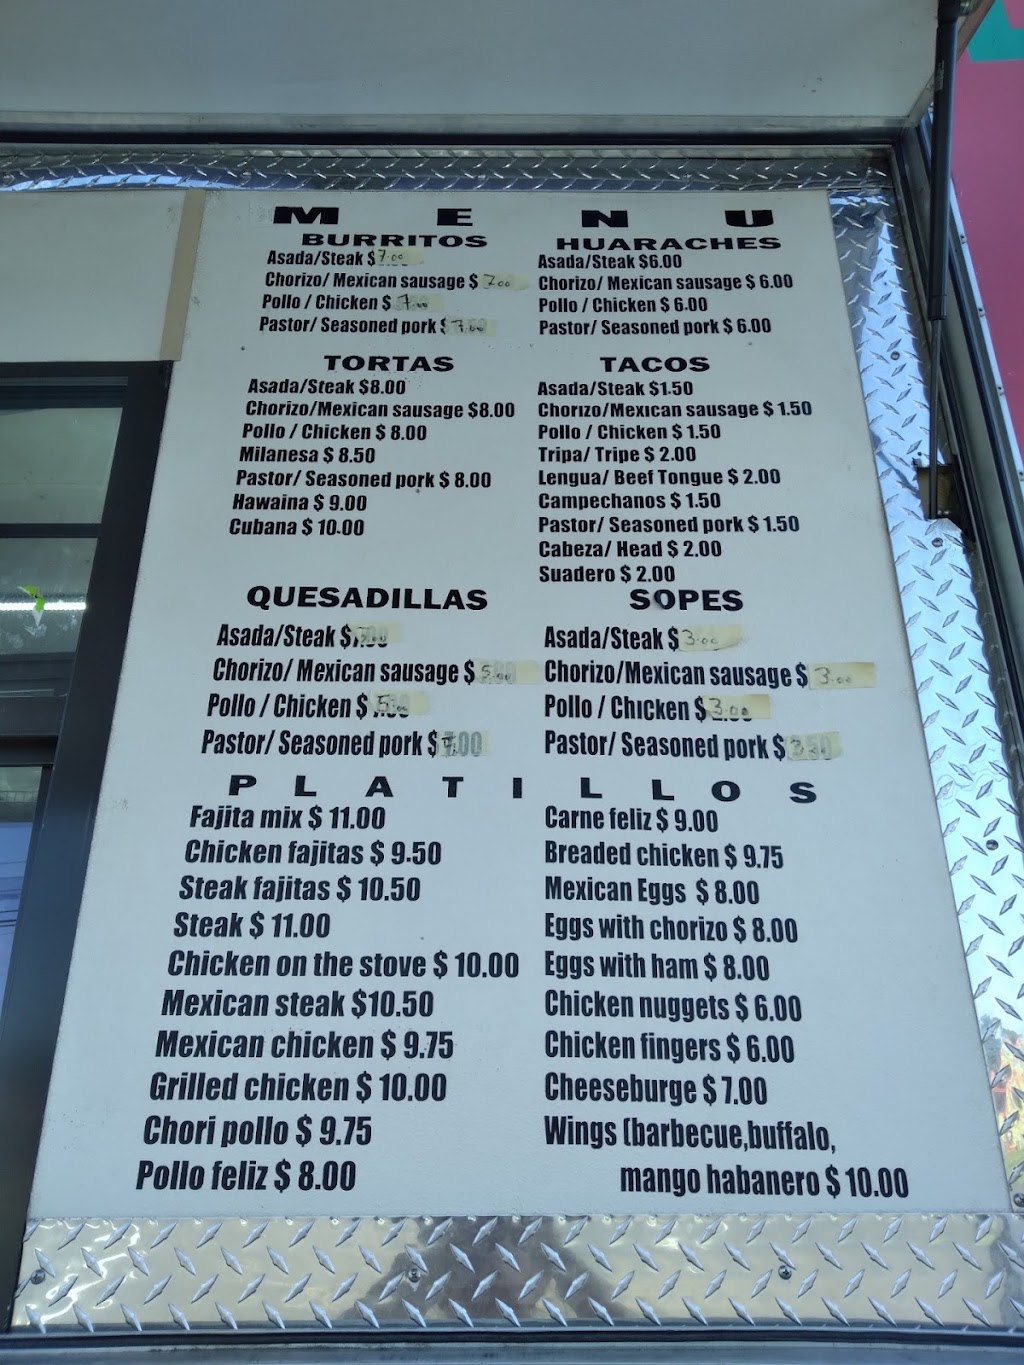 MENU
BURRITOS
Asada/Steak $7.00
Chorizo/ Mexican sausage $7.00
Pollo / Chicken $7.00
Pastor/ Seasoned pork $7.00
HUARACHES
Asada/Steak $6.00
Chorizo/ Mexican sausage $ 6.00
Pollo / Chicken $ 6.00
Pastor/ Seasoned pork $ 6.00
TORTAS
Asada/Steak $8.00
Chorizo/Mexican sausage $8.00
Pollo / Chicken $ 8.00
Milanesa $ 8.50
Pastor/ Seasoned pork $ 8.00
Hawaina $ 9.00
Cubana $ 10.00
TACOS
Asada/Steak $1.50
Chorizo/Mexican sausage $ 1.50
Pollo / Chicken $ 1.50
Tripa/ Tripe $ 2.00
Lengua/ Beef Tongue $ 2.00
Campechanos $ 1.50
Pastor/ Seasoned pork $ 1.50
Cabeza/ Head $ 2.00
Suadero $ 2.00
QUESADILLAS
Asada/Steak $
Chorizo/ Mexican sausage $ 5.00
Pollo / Chicken $ 5.00
Pastor/ Seasoned pork $
SOPES
Asada/Steak $3.00
Chorizo/Mexican sausage $ 3.00
Pollo / Chicken $3.00
Pastor/ Seasoned pork $
PLATILLOS
Fajita mix $ 11.00
Chicken fajitas $ 9.50
Steak fajitas $ 10.50
Steak $ 11.00
Chicken on the stove $ 10.00
Mexican steak $10.50
Mexican chicken $ 9.75
Grilled chicken $ 10.00
Chori pollo $ 9.75
Pollo feliz $ 8.00
Carne feliz $ 9.00
Breaded chicken $ 9.75
Mexican Eggs $ 8.00
Eggs with chorizo $ 8.00
Eggs with ham $ 8.00
Chicken nuggets $ 6.00
Chicken fingers $ 6.00
Cheeseburge $ 7.00
Wings (barbecue,buffalo,
mango habanero $ 10.00